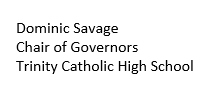 Dominic Savage
Chair of Governors
Trinity Catholic High School